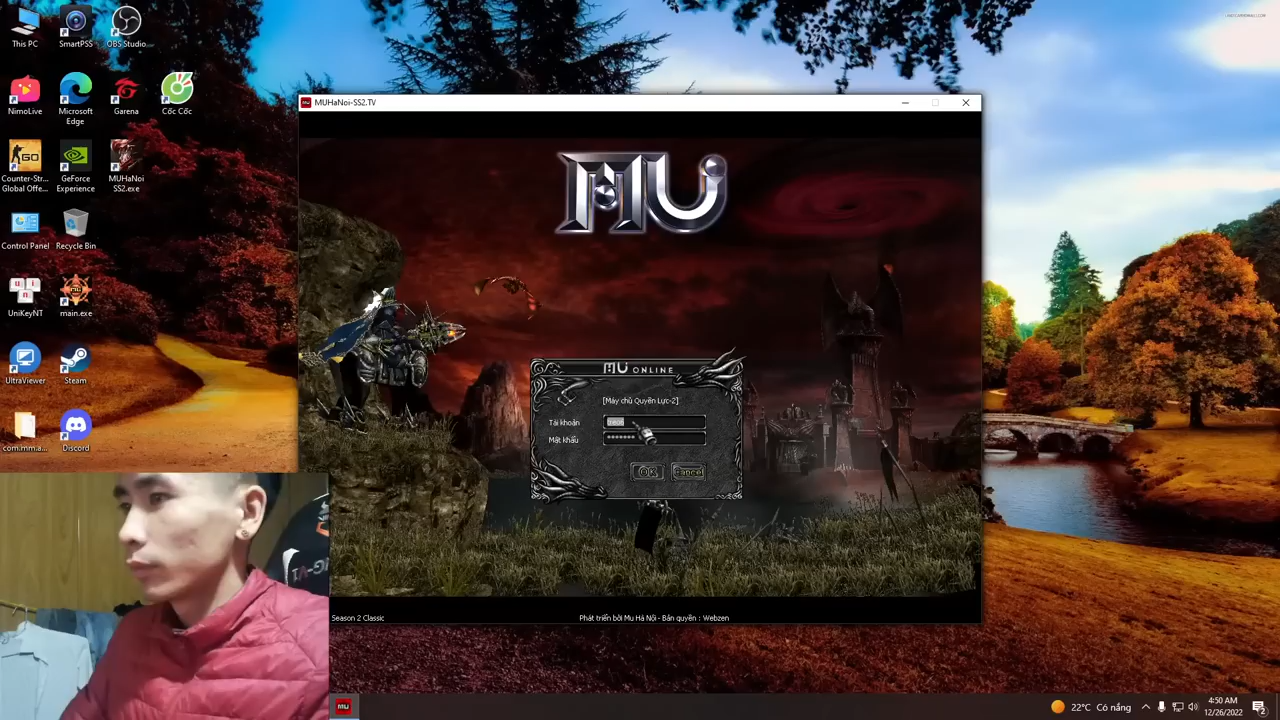 This PC
SmartPSS
OBS Studio
NimoLive
Microsoft
Edge
Garena
Cốc Cốc
Counter-Str...
Global Offe...
GeForce
Experience
MUHaNoi
SS2.exe
Control Panel
Recycle Bin
UniKeyNT
main.exe
UltraViewer
Steam
com.mm.a...
Discord
MUHaNoi-SS2.TV
MU
MU ONLINE
[Máy chủ Quyền Lực-2]
Tài khoản
Mật khẩu
OK
Cancel
Season 2 Classic
Phát triển bởi Mu Hà Nội - Bản quyền : Webzen
22°C Có nắng
4:50 AM
12/26/2022